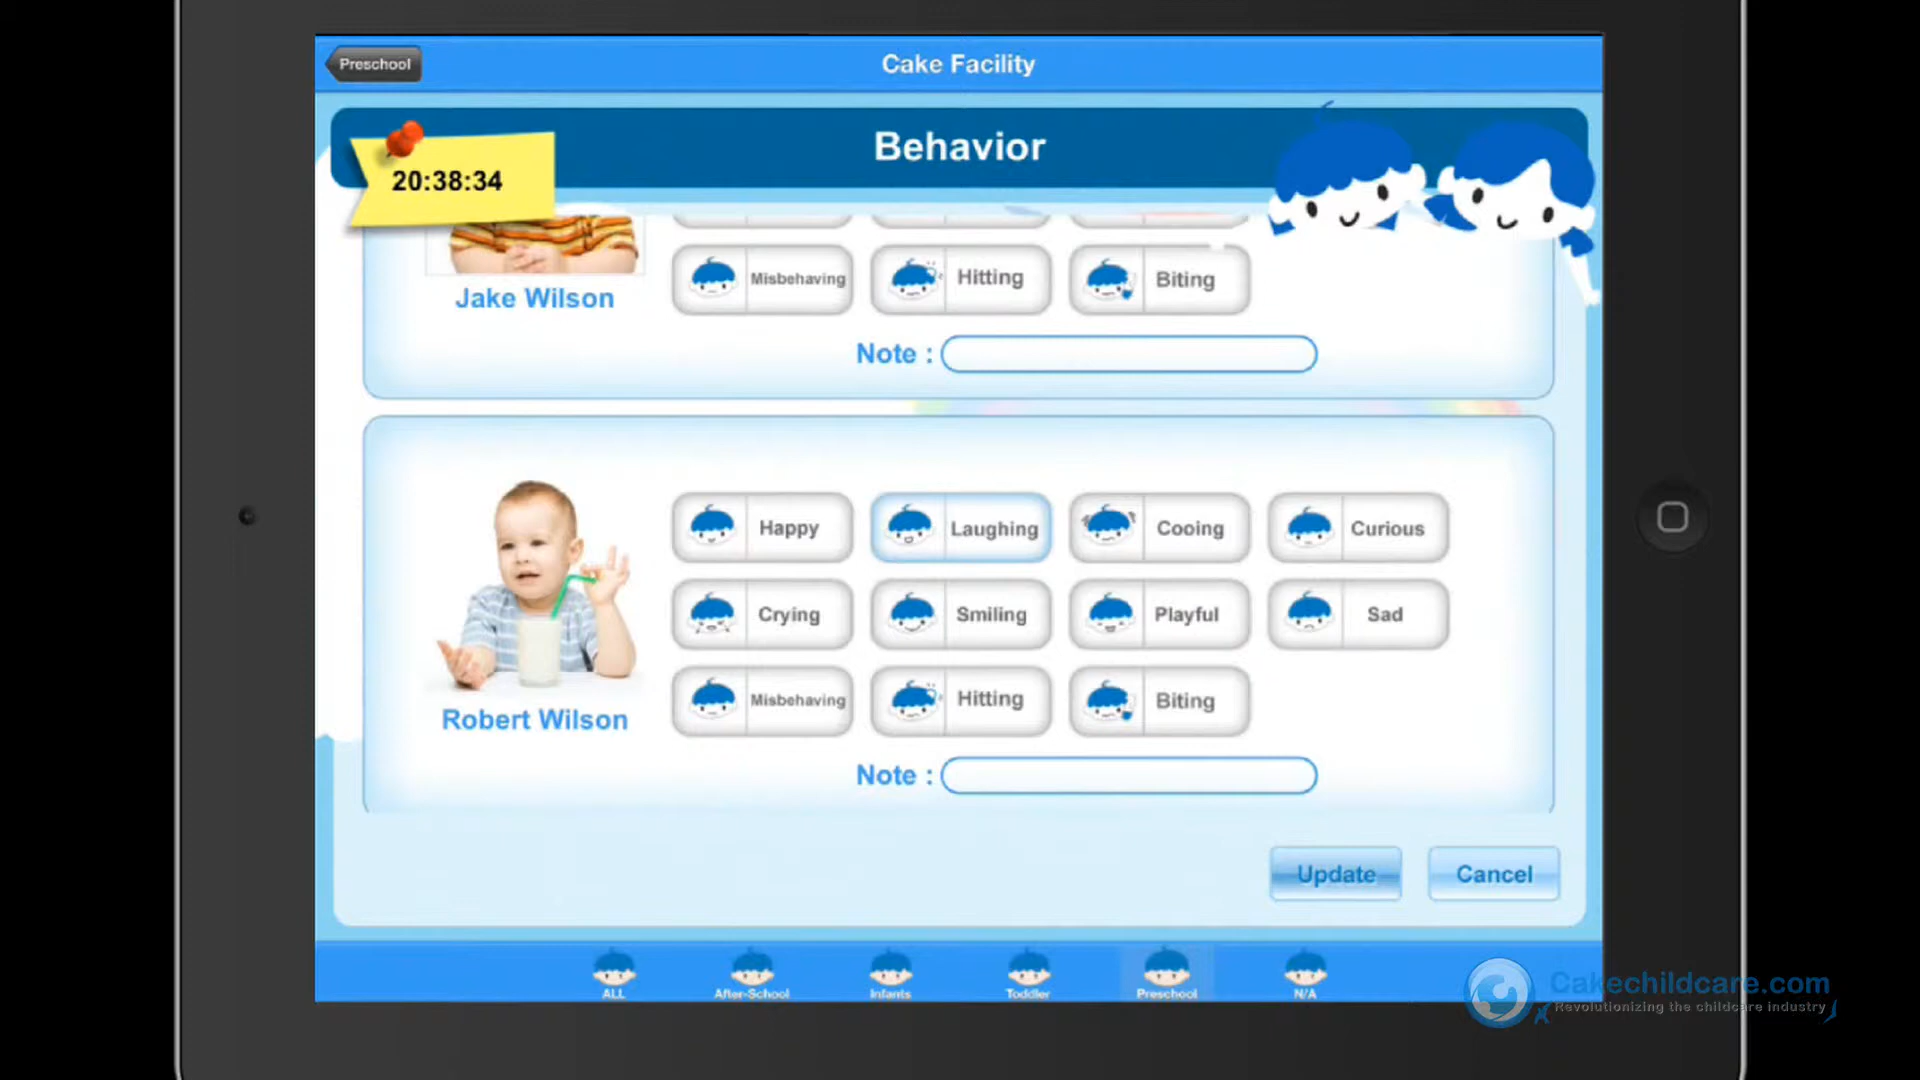 Preschool
Cake Facility
20:38:34
Behavior
Misbehaving
Hitting
Biting
Jake Wilson
Note :
Happy
Laughing
Cooing
Curious
Crying
Smiling
Playful
Sad
Misbehaving
Hitting
Biting
Robert Wilson
Note :
Update
Cancel
ALL
After-School
Infants
Toddler
Preschool
N/A
Cakechildcare.com
Revolutionizing the childcare industry